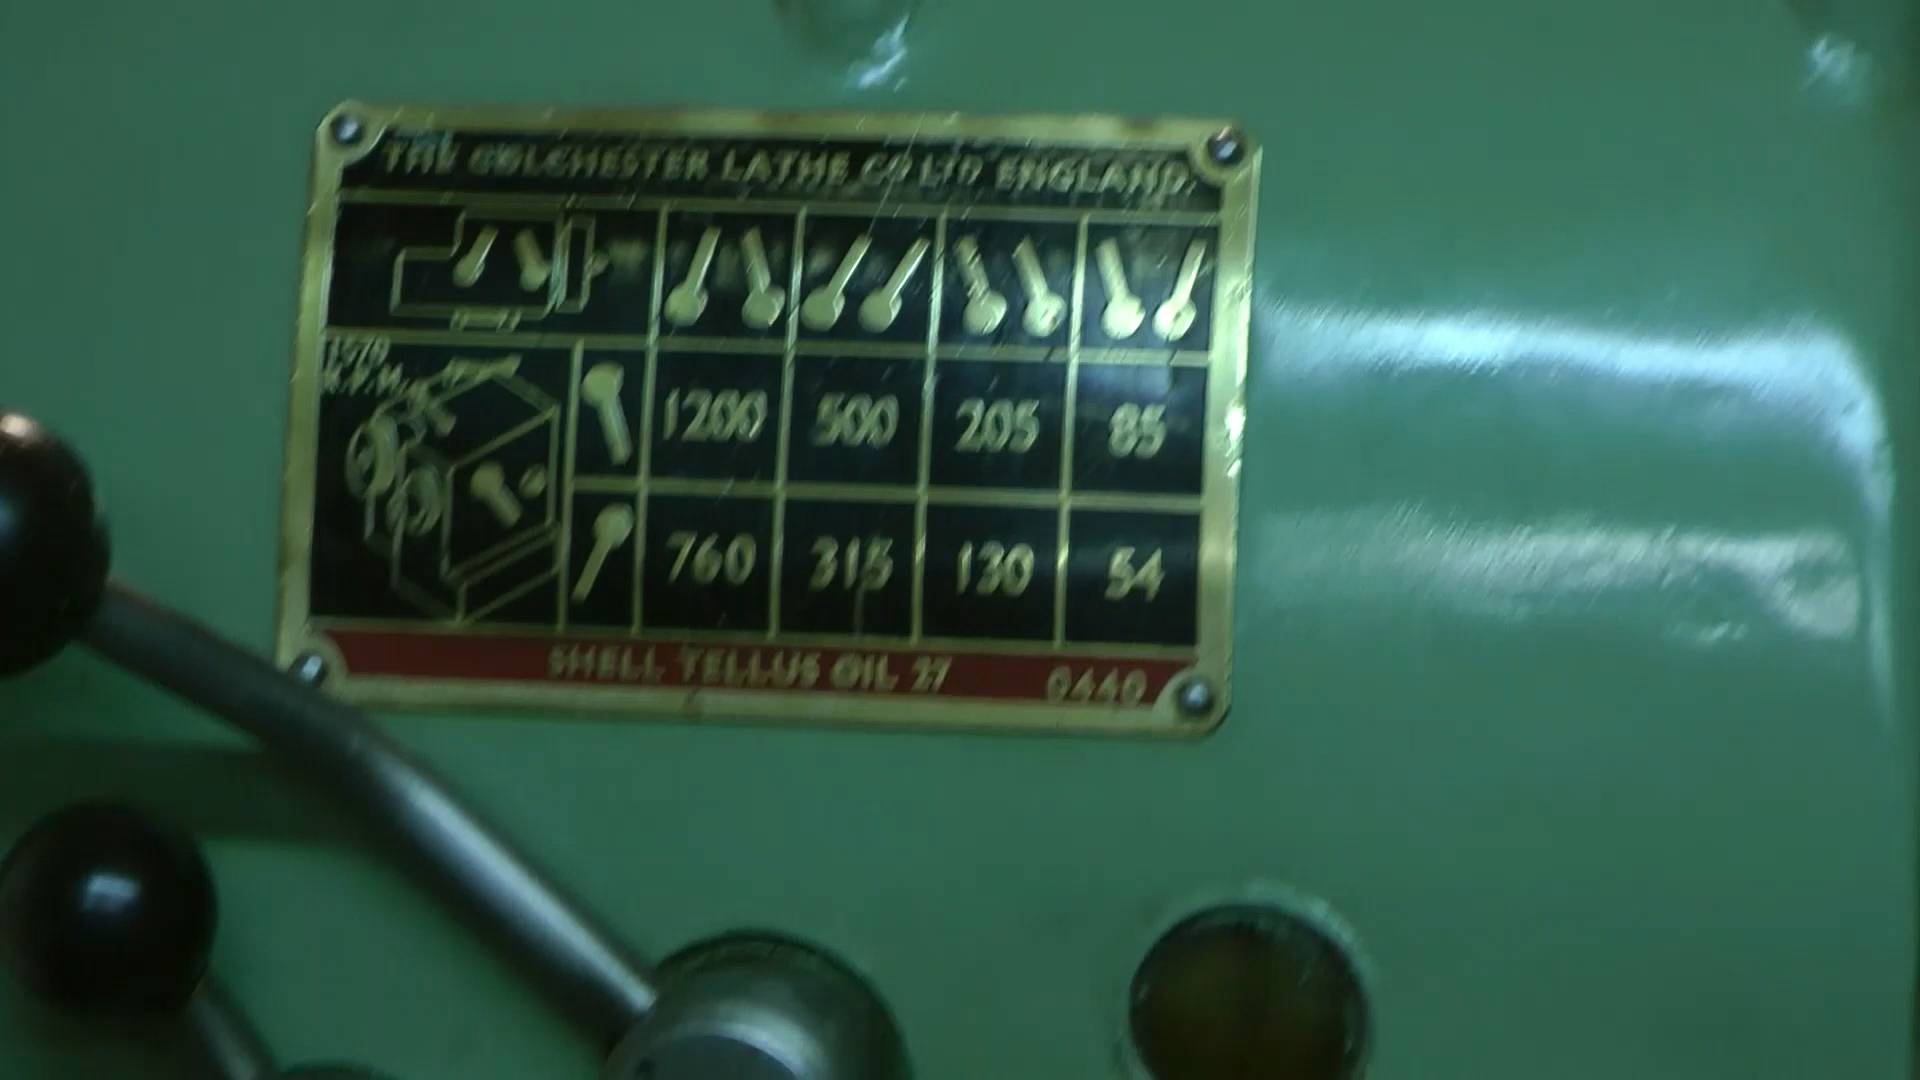 THE COLCHESTER LATHE CO LTD ENGLAND.
R.P.M.
1200 500 205 85
760 315 130 54
SHELL TELLUS OIL 27 0440